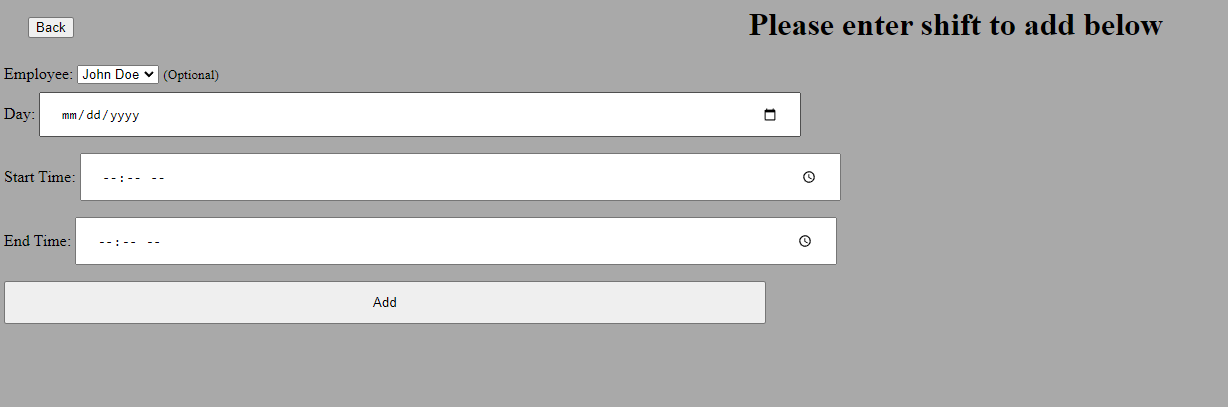 Back
Please enter shift to add below
Employee: John Doe (Optional)
Day: mm/dd/yyyy
Start Time: --:-- --
End Time: --:-- --
Add